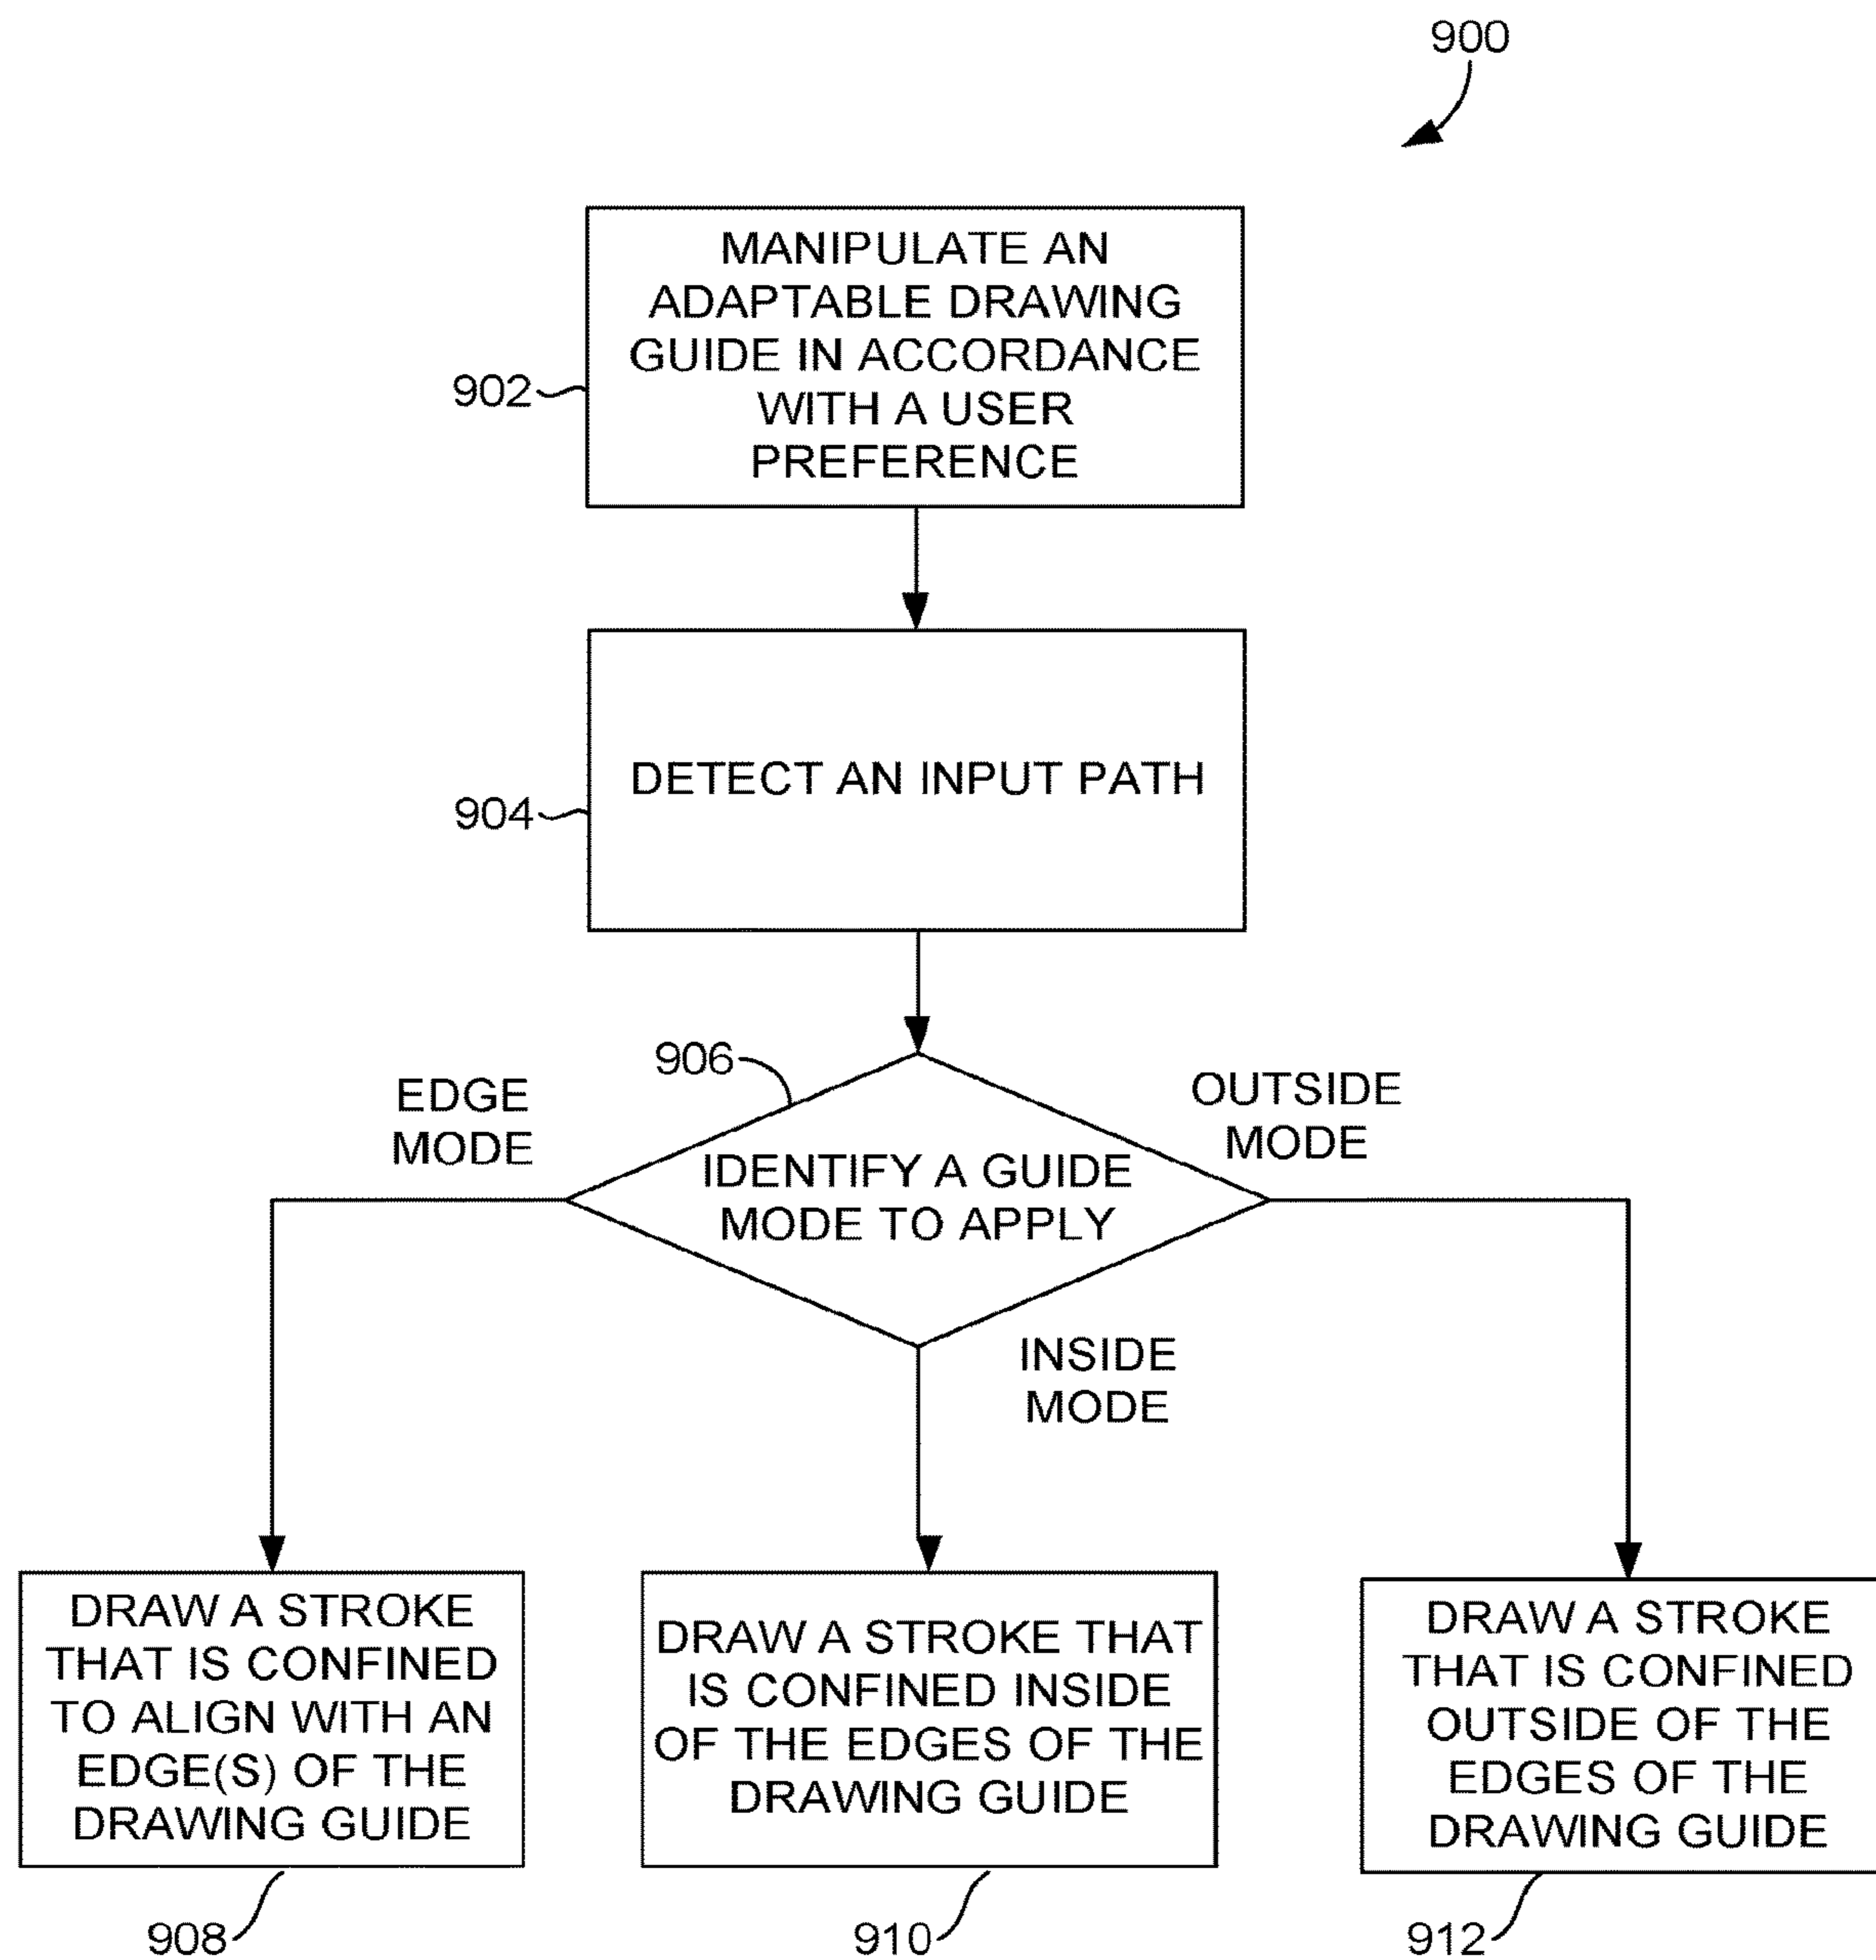 900
MANIPULATE AN
ADAPTABLE DRAWING
GUIDE IN ACCORDANCE
WITH A USER
PREFERENCE
902
DETECT AN INPUT PATH
904
906
EDGE
MODE
OUTSIDE
MODE
IDENTIFY A GUIDE
MODE TO APPLY
INSIDE
MODE
DRAW A STROKE
THAT IS CONFINED
TO ALIGN WITH AN
EDGE(S) OF THE
DRAWING GUIDE
DRAW A STROKE THAT
IS CONFINED INSIDE
OF THE EDGES OF THE
DRAWING GUIDE
DRAW A STROKE
THAT IS CONFINED
OUTSIDE OF THE
EDGES OF THE
DRAWING GUIDE
908
910
912